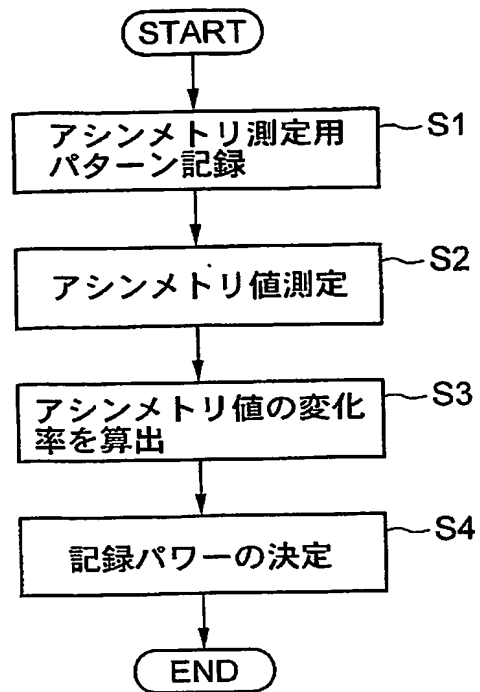 START
アシンメトリ測定用
パターン記録
S1
アシンメトリ値測定
S2
アシンメトリ値の変化
率を算出
S3
記録パワーの決定
S4
END